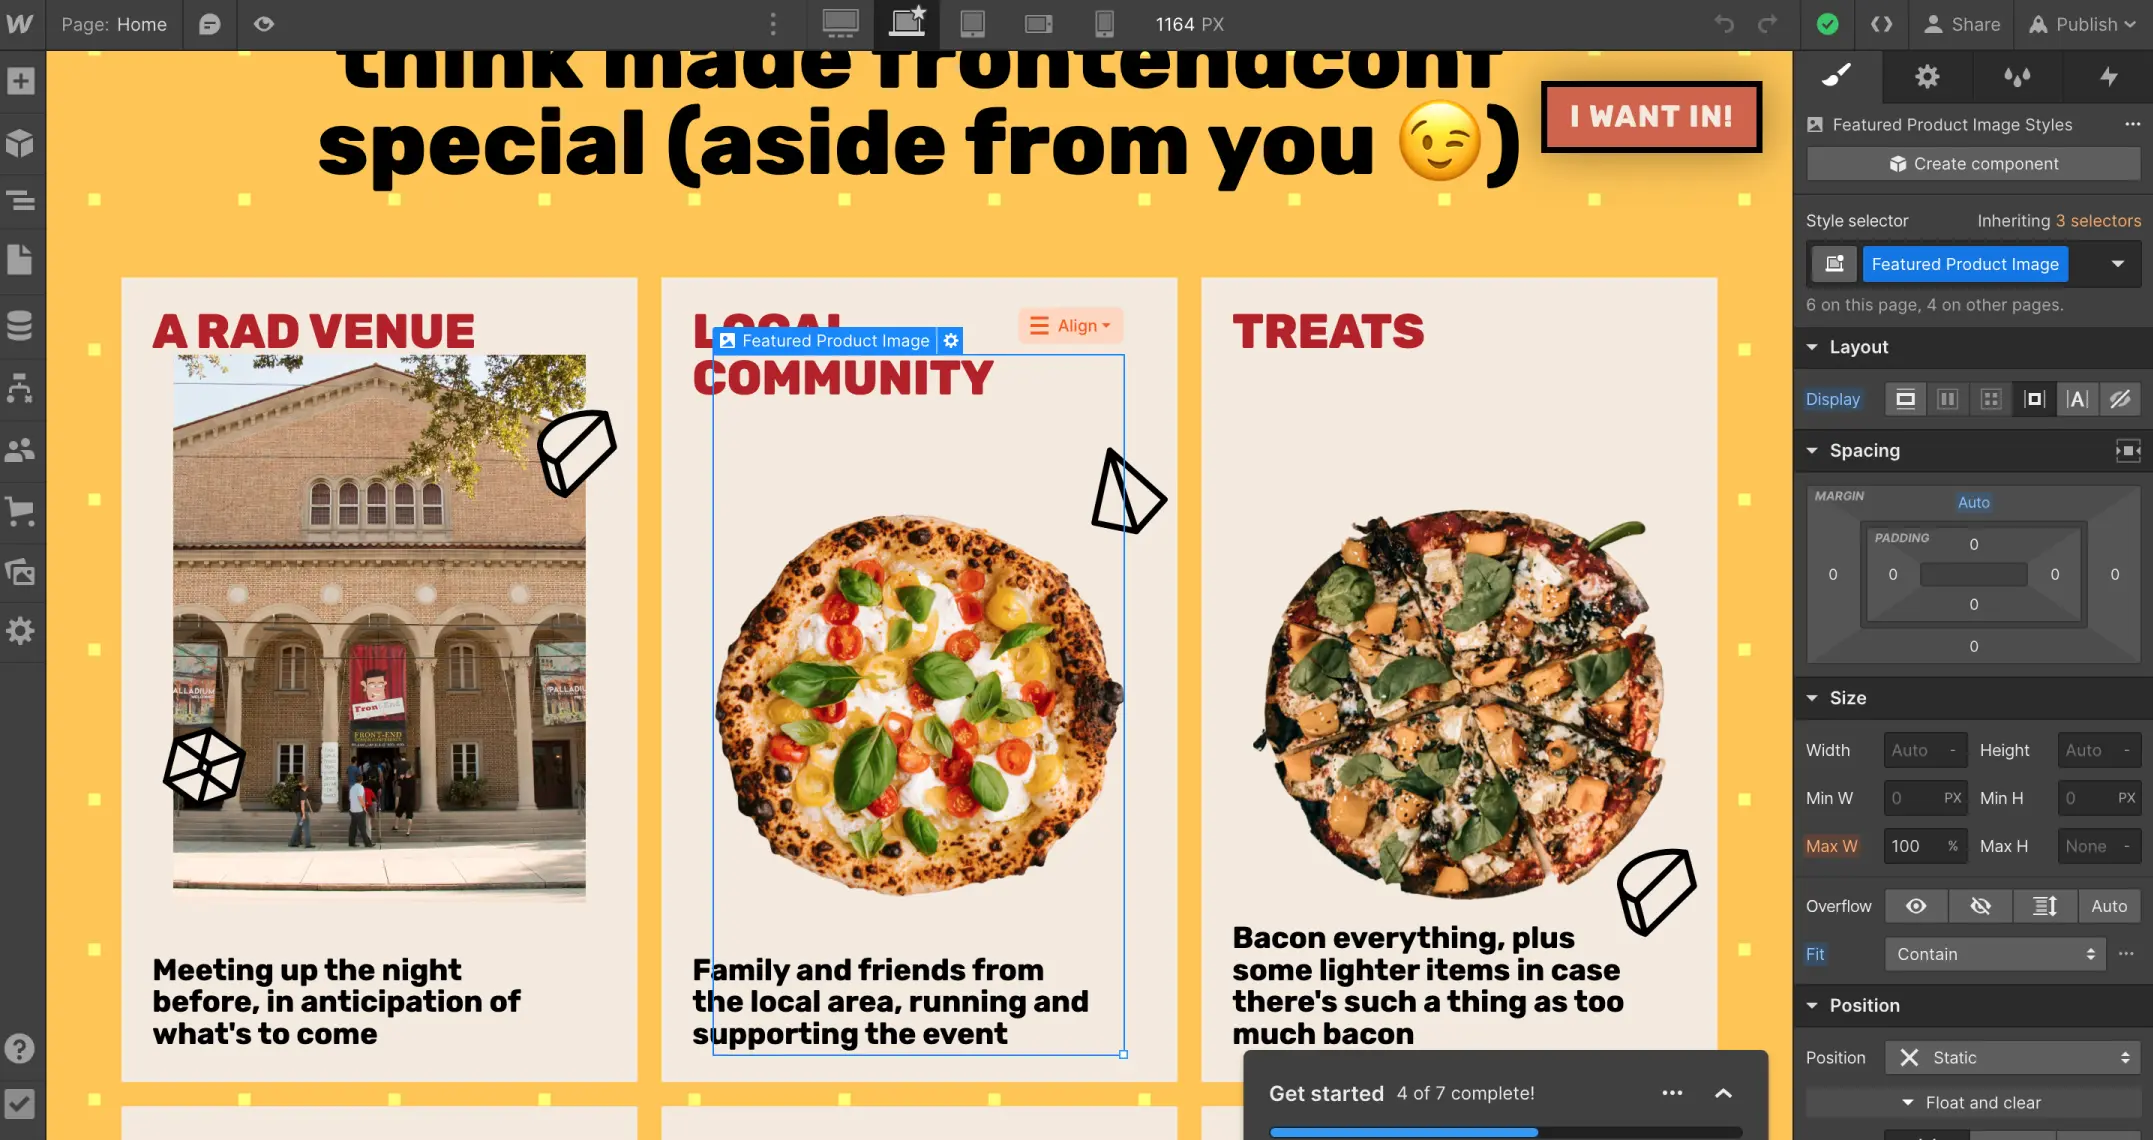 Page: Home
1164 PX
Share
Publish
think made frontendconf
special (aside from you 😉)
I WANT IN!
A RAD VENUE
LOCAL
COMMUNITY
Featured Product Image
Align
TREATS
PALLADIUM
Front-End
FRONT-END
PALLADIUM
Meeting up the night
before, in anticipation of
what's to come
Family and friends from
the local area, running and
supporting the event
Bacon everything, plus
some lighter items in case
there's such a thing as too
much bacon
Get started 4 of 7 complete!
Featured Product Image Styles
Create component
Style selector
Inheriting 3 selectors
Featured Product Image
6 on this page, 4 on other pages.
Layout
Display
Spacing
MARGIN
Auto
PADDING
0
0 0 0 0
0
0
Size
Width Auto - Height Auto -
Min W 0 PX Min H 0 PX
Max W 100 % Max H None -
Overflow Auto
Fit Contain
Position
Position Static
Float and clear